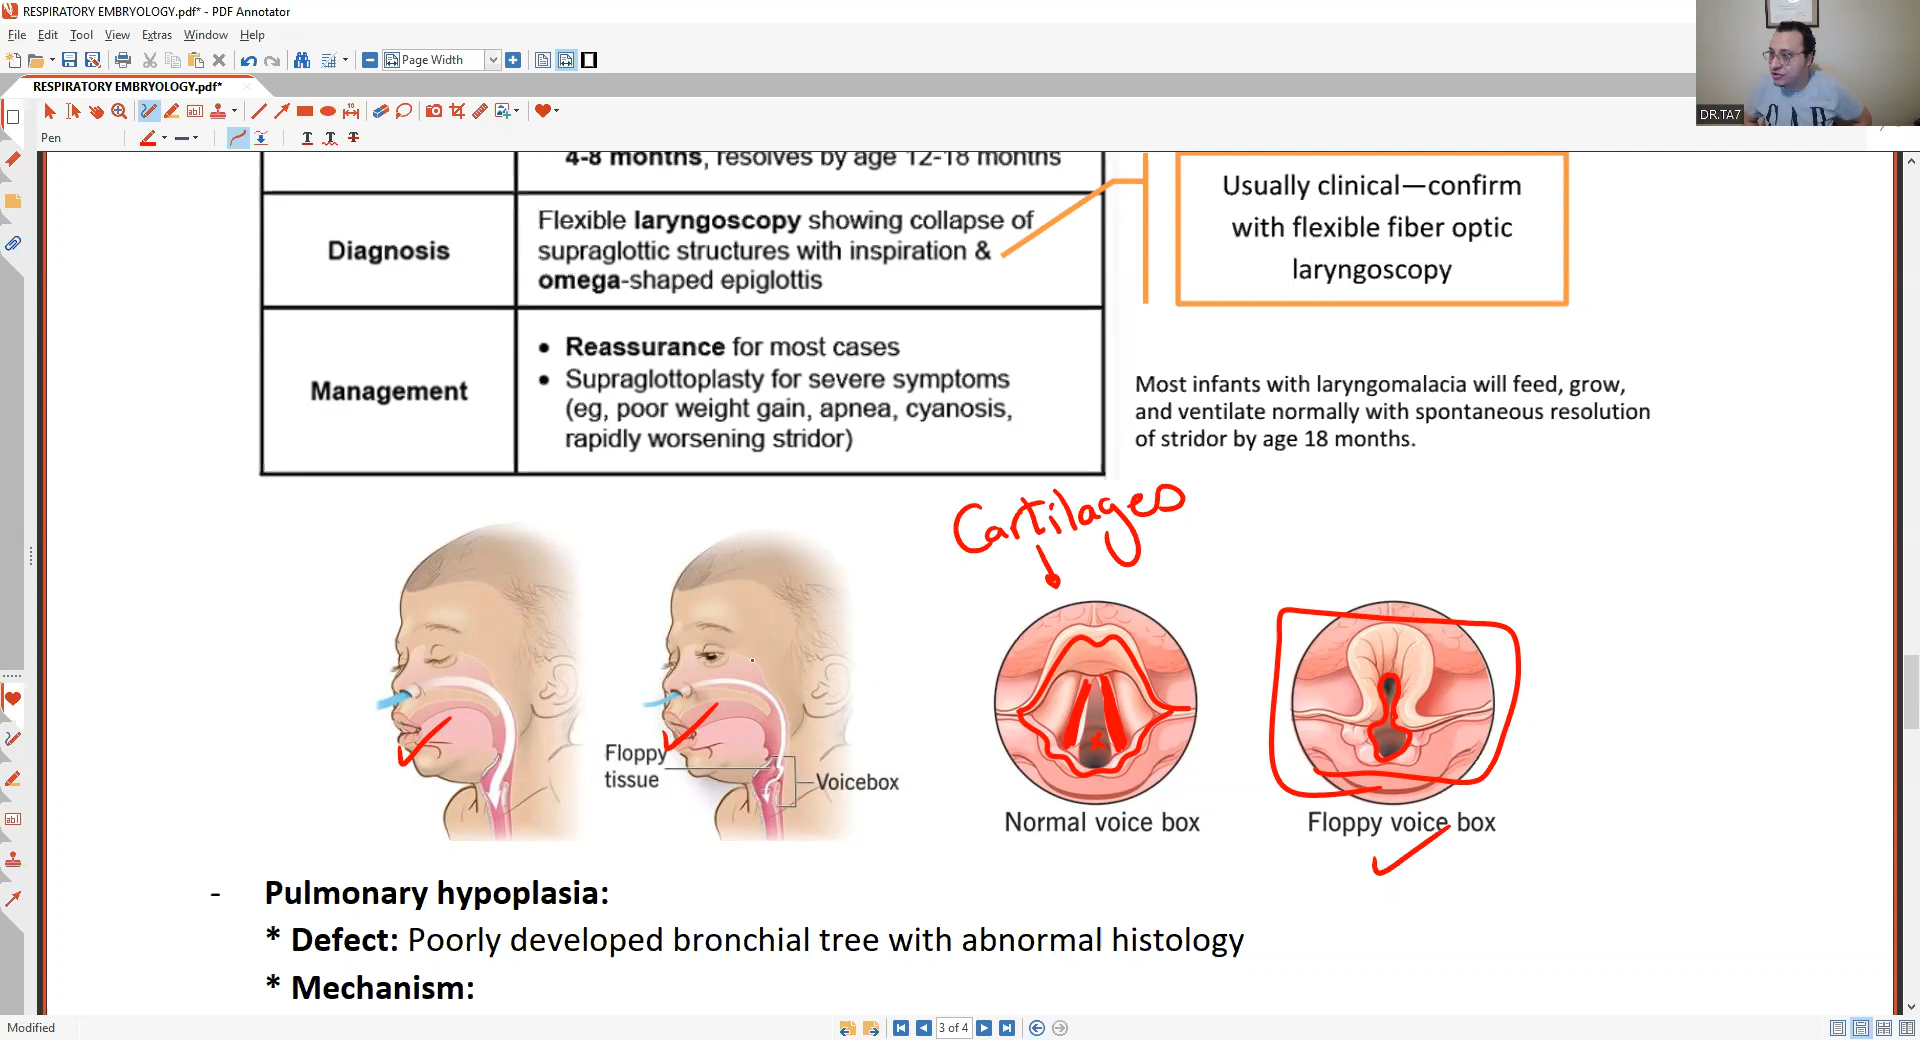 RESPIRATORY EMBRYOLOGY.pdf* - PDF Annotator
File Edit Tool View Extras Window Help
Page Width
RESPIRATORY EMBRYOLOGY.pdf*
Pen
DR.TA7
4-8 months, resolves by age 12-18 months
Diagnosis
Flexible laryngoscopy showing collapse of
supraglottic structures with inspiration &
omega-shaped epiglottis
Usually clinical—confirm
with flexible fiber optic
laryngoscopy
Management
• Reassurance for most cases
• Supraglottoplasty for severe symptoms
(eg, poor weight gain, apnea, cyanosis,
rapidly worsening stridor)
Most infants with laryngomalacia will feed, grow,
and ventilate normally with spontaneous resolution
of stridor by age 18 months.
Cartilages
Floppy
tissue
Voicebox
Normal voice box
Floppy voice box
- Pulmonary hypoplasia:
* Defect: Poorly developed bronchial tree with abnormal histology
* Mechanism:
Modified
3 of 4